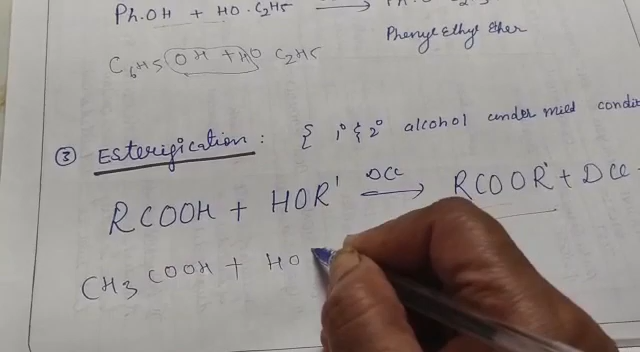 Ph.OH + HO.C2H5
Phenyl Ethyl Ether
C6H5 OH + HO C2H5
③ Esterification : { 1° & 2° alcohol under mild
RCOOH + HOR' DCC → RCOOR' + DCC
CH3 COOH + HO